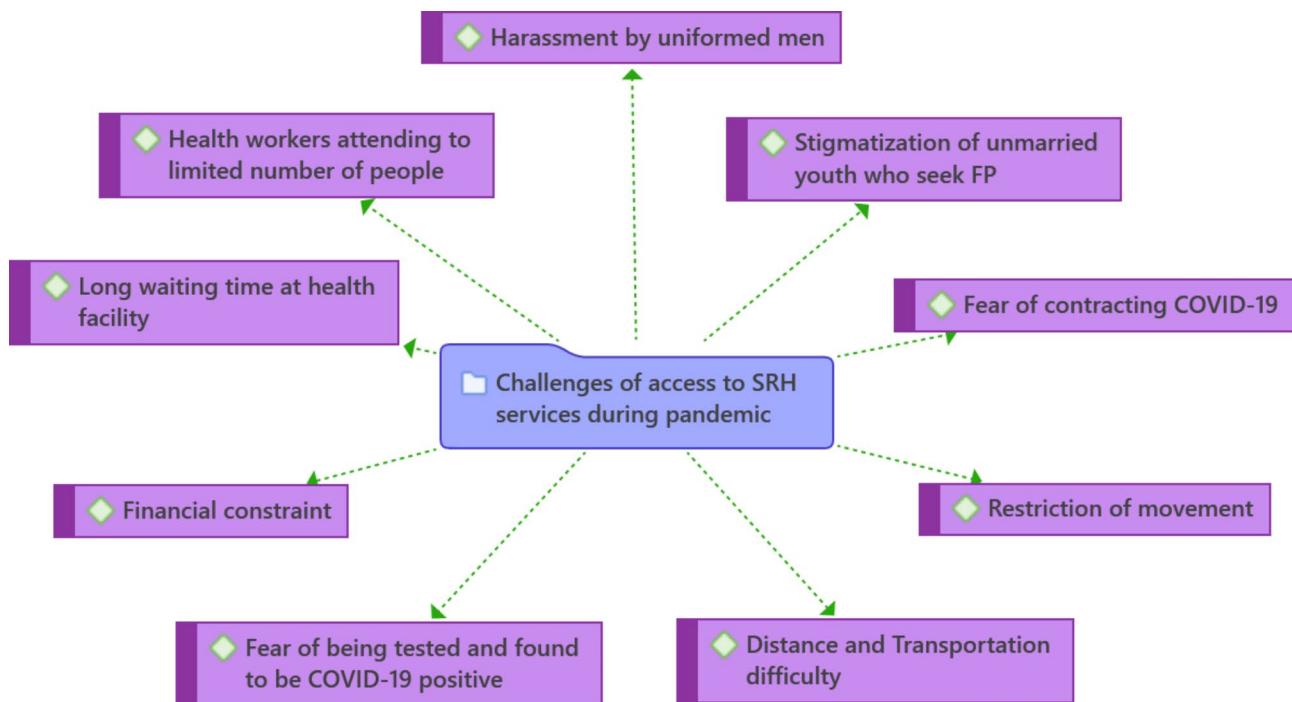 Harassment by uniformed men
Health workers attending to
limited number of people
Stigmatization of unmarried
youth who seek FP
Long waiting time at health
facility
Fear of contracting COVID-19
Challenges of access to SRH
services during pandemic
Financial constraint
Restriction of movement
Fear of being tested and found
to be COVID-19 positive
Distance and Transportation
difficulty